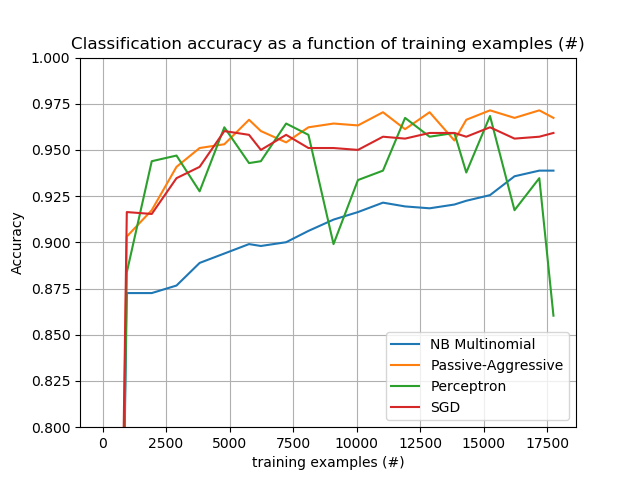 Classification accuracy as a function of training examples (#)
1.000
0.975
0.950
0.925
0.900
0.875
0.850
0.825
0.800
Accuracy
NB Multinomial
Passive-Aggressive
Perceptron
SGD
0 2500 5000 7500 10000 12500 15000 17500
training examples (#)